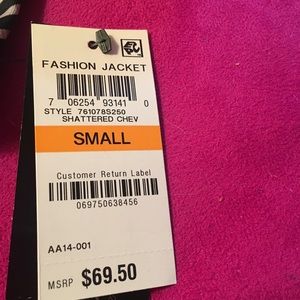 FASHION JACKET
7 06254 93141 0
STYLE 761078S250
SHATTERED CHEV
SMALL
Customer Return Label
069750638456
AA14-001
MSRP $69.50